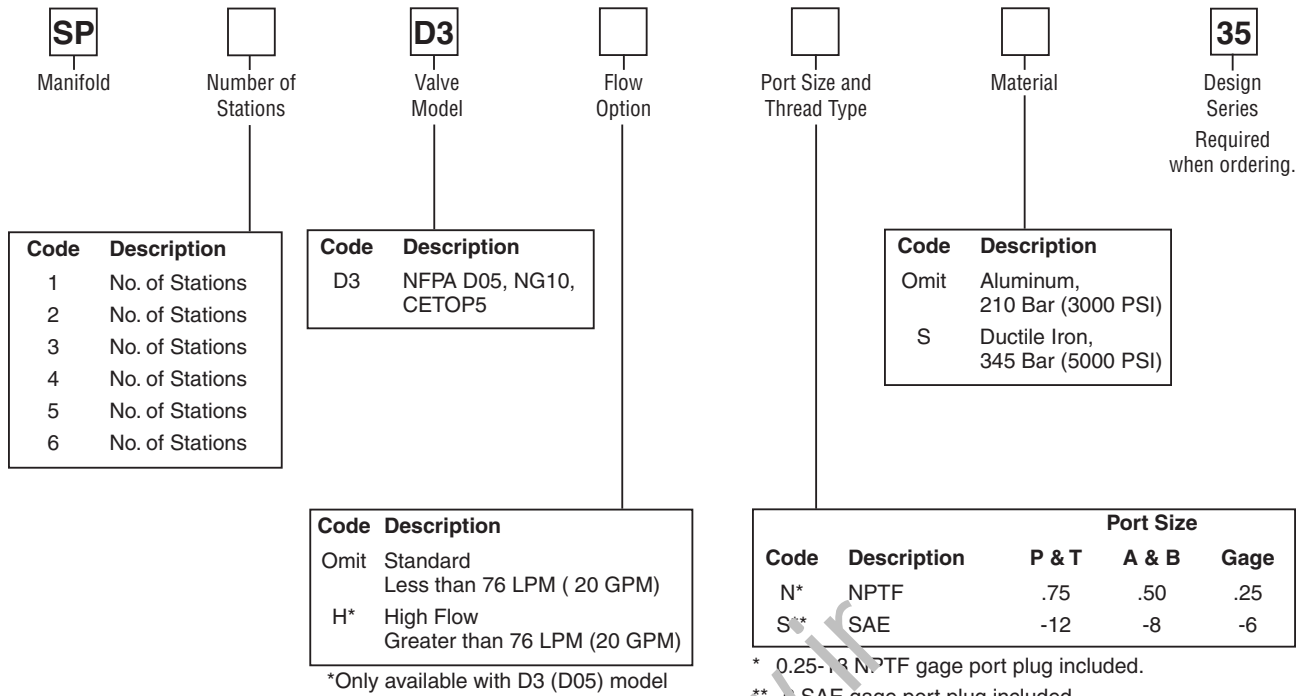 SP D3 35
Manifold
Number of
Stations
Valve
Model
Flow
Option
Port Size and
Thread Type
Material
Design
Series
Required
when ordering.
Code Description
1 No. of Stations
2 No. of Stations
3 No. of Stations
4 No. of Stations
5 No. of Stations
6 No. of Stations
Code Description
D3 NFPA D05, NG10,
CETOP5
Code Description
Omit Aluminum,
210 Bar (3000 PSI)
S Ductile Iron,
345 Bar (5000 PSI)
Code Description
Omit Standard
Less than 76 LPM ( 20 GPM)
H* High Flow
Greater than 76 LPM (20 GPM)
*Only available with D3 (D05) model
Port Size
Code Description P & T A & B Gage
N* NPTF .75 .50 .25
S** SAE -12 -8 -6
* NPTF gage port plug included.
** SAE gage port plug included